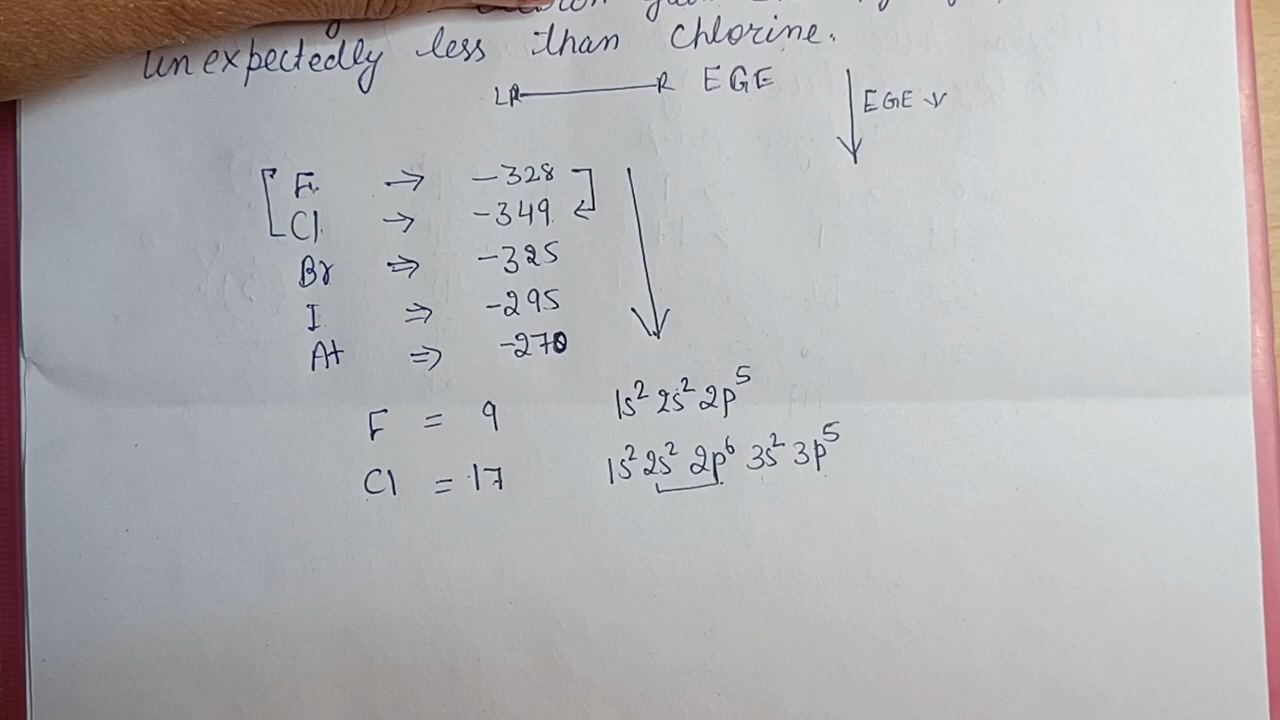 unexpectedly less than chlorine.
LR R EGE
EGE ↓
F → -328
Cl → -349
Br ⇒ -325
I ⇒ -295
At ⇒ -270
F = 9 1s² 2s² 2p⁵
Cl = 17 1s² 2s² 2p⁶ 3s² 3p⁵